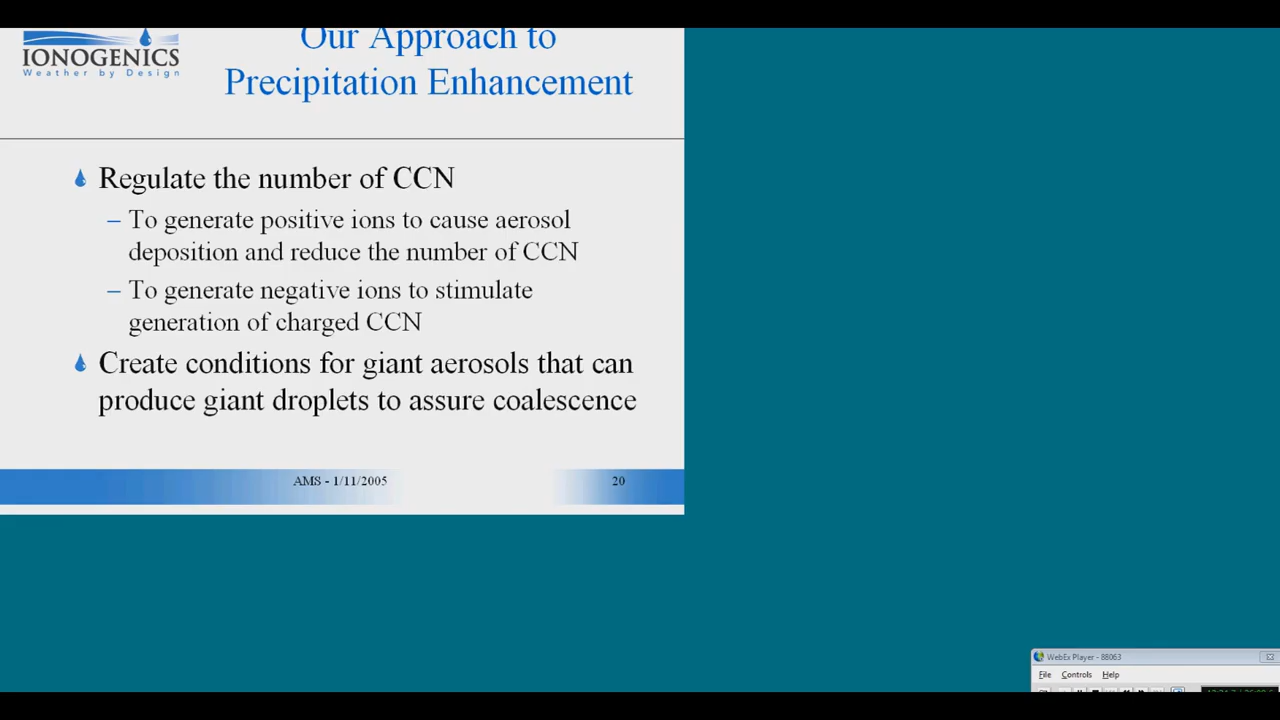 Our Approach to
IONOGENICS
Weather by Design
Precipitation Enhancement
Regulate the number of CCN
– To generate positive ions to cause aerosol
deposition and reduce the number of CCN
– To generate negative ions to stimulate
generation of charged CCN
Create conditions for giant aerosols that can
produce giant droplets to assure coalescence
AMS - 1/11/2005
20
WebEx Player - 88063
File Controls Help